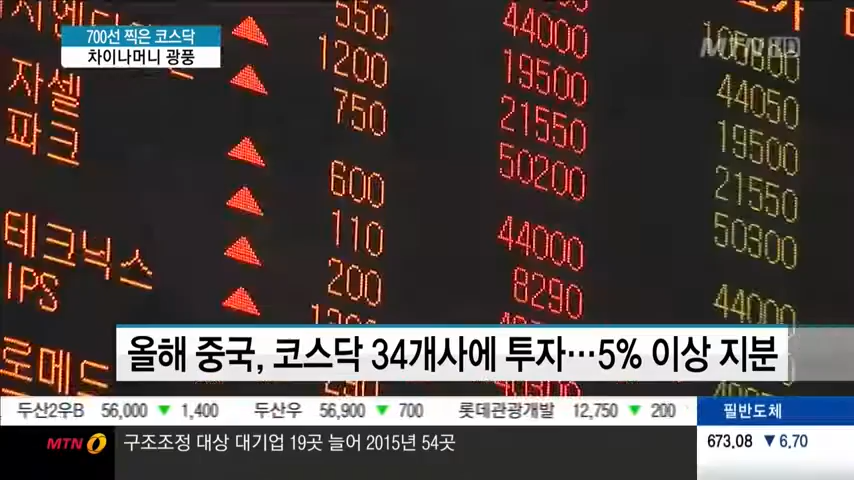 700선 찍은 코스닥
차이나머니 광풍
MTN HD
550 44000 105800
1200 19500 44050
자셀 750 21550 19500
파크 50200 21550
600 50300
110 44000
테크닉스 200 8290 44000
IPS
로메드
올해 중국, 코스닥 34개사에 투자…5% 이상 지분
두산2우B 56,000 ▼ 1,400 두산우 56,900 ▼ 700 롯데관광개발 12,750 ▼ 200 필반도체
MTN 구조조정 대상 대기업 19곳 늘어 2015년 54곳 673.08 ▼6.70